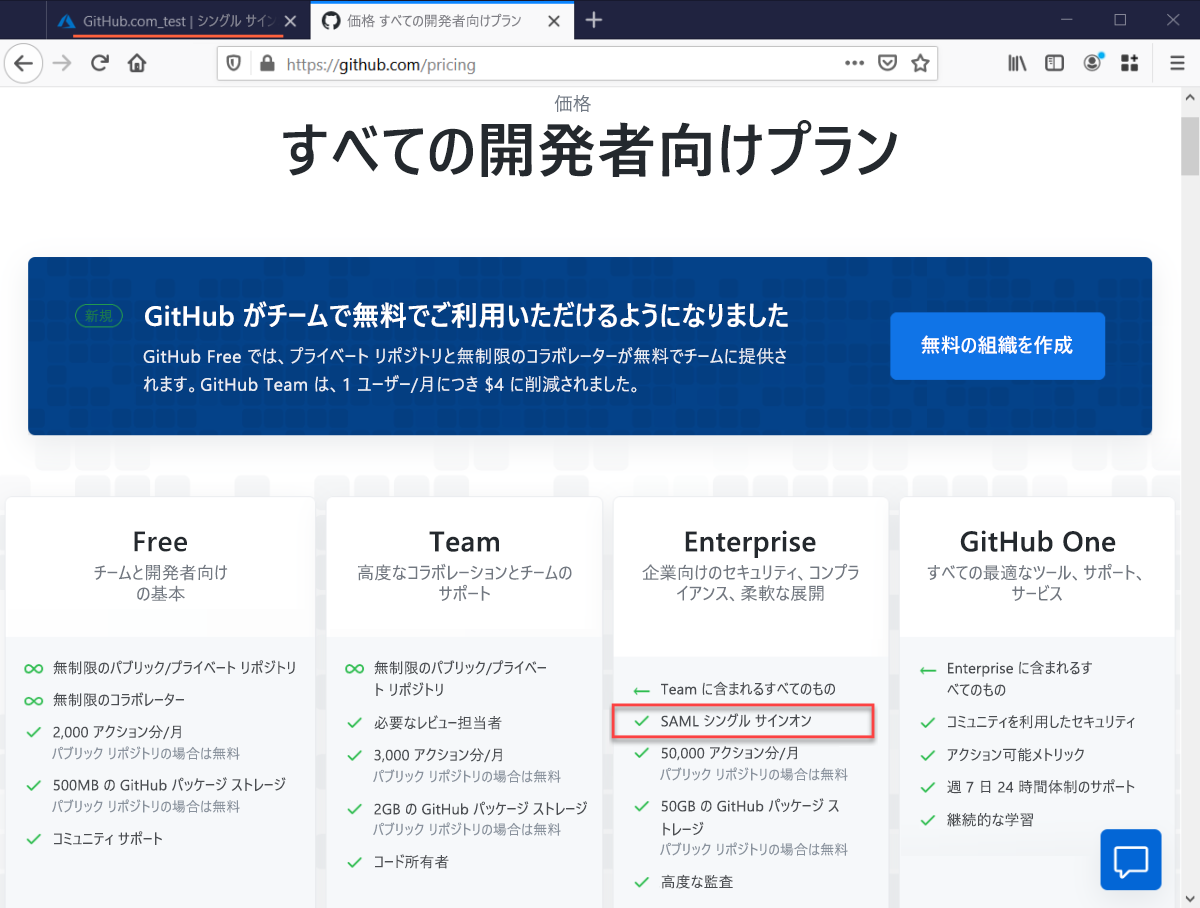 GitHub.com_test | シングル サイン
価格 すべての開発者向けプラン
https://github.com/pricing
価格
すべての開発者向けプラン
新規
GitHub がチームで無料でご利用いただけるようになりました
GitHub Free では、プライベート リポジトリと無制限のコラボレーターが無料でチームに提供さ
れます。GitHub Team は、1 ユーザー/月につき $4 に削減されました。
無料の組織を作成
Free
チームと開発者向け
の基本
∞ 無制限のパブリック/プライベート リポジトリ
∞ 無制限のコラボレーター
✓ 2,000 アクション分/月
パブリック リポジトリの場合は無料
✓ 500MB の GitHub パッケージ ストレージ
パブリック リポジトリの場合は無料
✓ コミュニティ サポート
Team
高度なコラボレーションとチームの
サポート
∞ 無制限のパブリック/プライベー
ト リポジトリ
✓ 必要なレビュー担当者
✓ 3,000 アクション分/月
パブリック リポジトリの場合は無料
✓ 2GB の GitHub パッケージ ストレージ
パブリック リポジトリの場合は無料
✓ コード所有者
Enterprise
企業向けのセキュリティ、コンプラ
イアンス、柔軟な展開
← Team に含まれるすべてのもの
✓ SAML シングル サインオン
✓ 50,000 アクション分/月
パブリック リポジトリの場合は無料
✓ 50GB の GitHub パッケージ ス
トレージ
パブリック リポジトリの場合は無料
✓ 高度な監査
GitHub One
すべての最適なツール、サポート、
サービス
← Enterprise に含まれるす
べてのもの
✓ コミュニティを利用したセキュリティ
✓ アクション可能メトリック
✓ 週 7 日 24 時間体制のサポート
✓ 継続的な学習